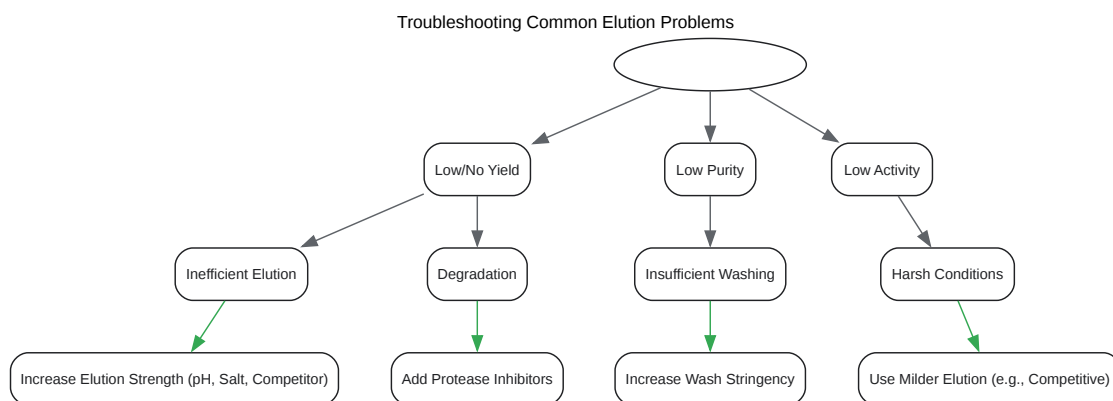 Troubleshooting Common Elution Problems
Low/No Yield
Low Purity
Low Activity
Inefficient Elution
Degradation
Insufficient Washing
Harsh Conditions
Increase Elution Strength (pH, Salt, Competitor)
Add Protease Inhibitors
Increase Wash Stringency
Use Milder Elution (e.g., Competitive)